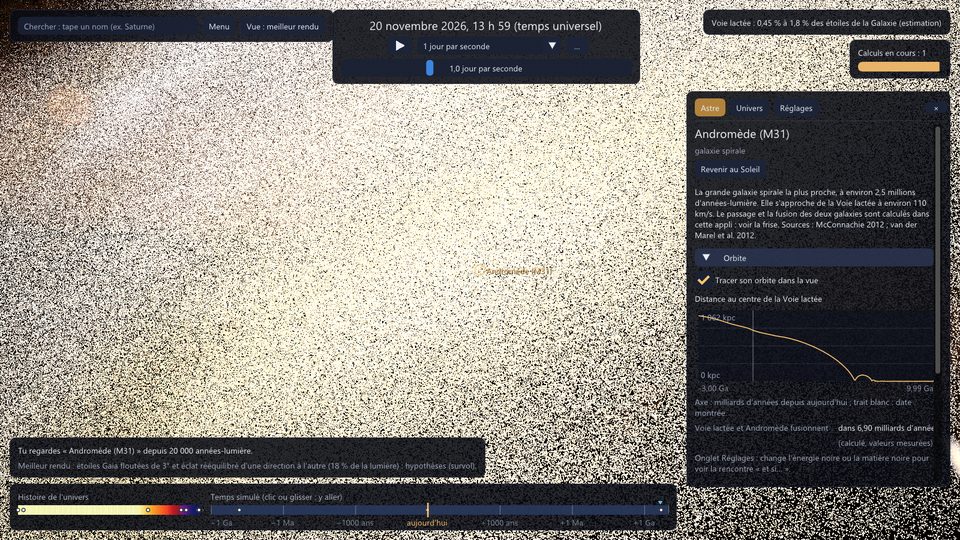 Chercher : tape un nom (ex. Saturne)
Menu
Vue : meilleur rendu
20 novembre 2026, 13 h 59 (temps universel)
1 jour par seconde
...
1,0 jour par seconde
Voie lactée : 0,45 % à 1,8 % des étoiles de la Galaxie (estimation)
Calculs en cours : 1
Astre
Univers
Réglages
×
Andromède (M31)
galaxie spirale
Revenir au Soleil
La grande galaxie spirale la plus proche, à environ 2,5 millions
d'années-lumière. Elle s'approche de la Voie lactée à environ 110
km/s. Le passage et la fusion des deux galaxies sont calculés dans
cette appli : voir la frise. Sources : McConnachie 2012 ; van der
Marel et al. 2012.
Orbite
Tracer son orbite dans la vue
Distance au centre de la Voie lactée
1 062 kpc
0 kpc
-3,00 Ga
9,99 Ga
Axe : milliards d'années depuis aujourd'hui ; trait blanc : date
montrée.
Voie lactée et Andromède fusionnent
dans 6,90 milliards d'année
(calculé, valeurs mesurées)
Onglet Réglages : change l'énergie noire ou la matière noire pour
voir la rencontre « et si... »
Andromède (M31)
Tu regardes « Andromède (M31) » depuis 20 000 années-lumière.
Meilleur rendu : étoiles Gaia floutées de 3° et éclat rééquilibré d'une direction à l'autre (18 % de la lumière) : hypothèses (survol).
Histoire de l'univers
Temps simulé (clic ou glisser : y aller)
−1 Ga
−1 Ma
−1000 ans
aujourd'hui
+1000 ans
+1 Ma
+1 Ga